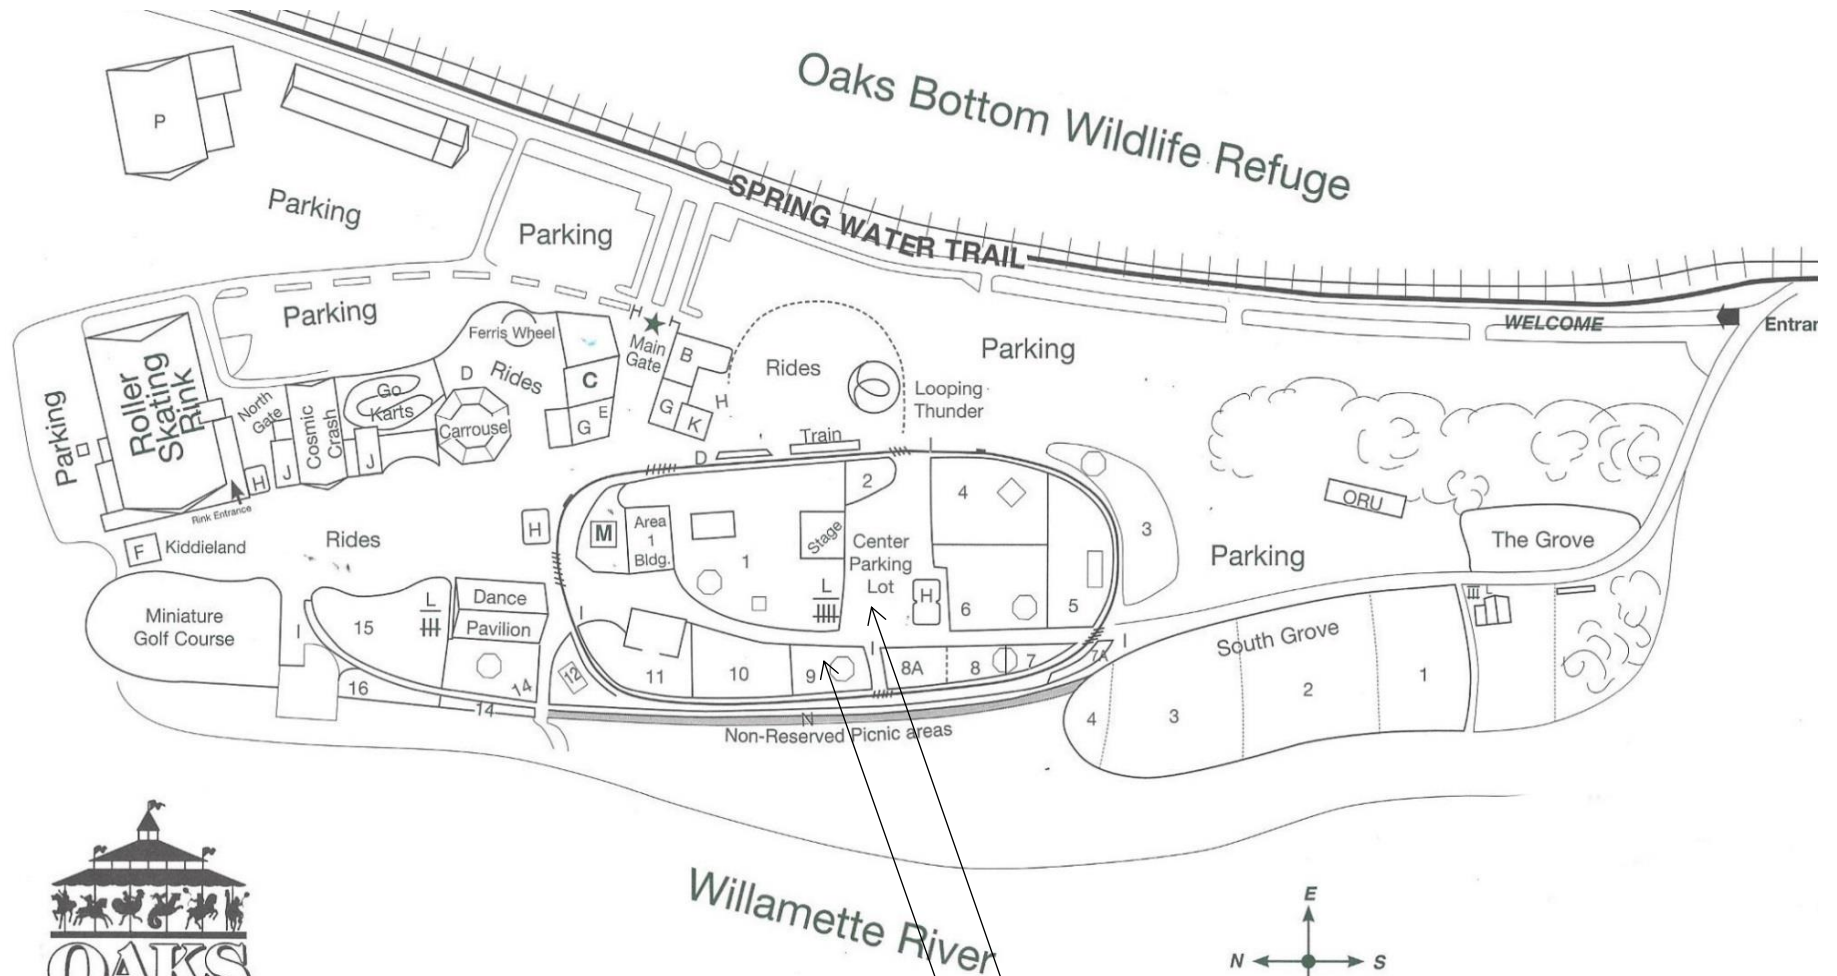 Oaks Bottom Wildlife Refuge
P
SPRING WATER TRAIL
Parking
Parking
Parking
Ferris Wheel
H
Main
Gate
B
Rides
Parking
WELCOME
Entrar
Roller
Skating
Rink
Parking
North
Gate
Cosmic
Crash
Go
Karts
D
Rides
Carrousel
C
E
G
G
K
H
Looping
Thunder
Train
D
J
J
H
Rink Entrance
F
Kiddieland
Rides
H
M
Area
1
Bldg.
1
Stage
2
Center
Parking
Lot
L
H
4
6
5
3
Parking
ORU
The Grove
L
Miniature
Golf Course
I
15
L
Dance
Pavilion
I
16
14
14
12
11
10
9
I
8A
8
7
7A
I
South Grove
4
3
2
1
N
Non-Reserved Picnic areas
Willamette River
OAKS
E
N
S